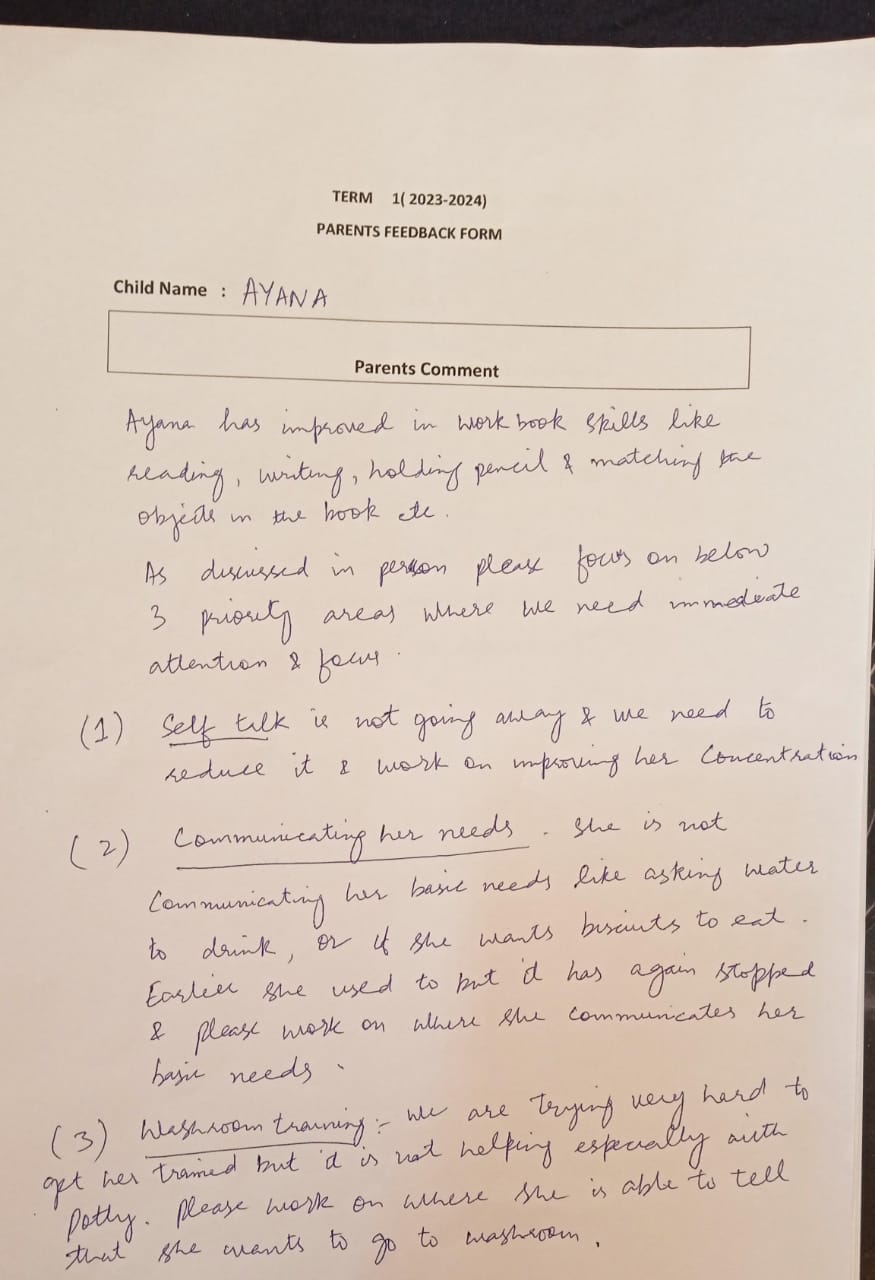 TERM 1( 2023-2024)
PARENTS FEEDBACK FORM
Child Name : AYANA
Parents Comment
Ayana has improved in work book skills like
reading, writing, holding pencil & matching the
objects in the book etc.
As discussed in person please focus on below
3 priority areas where we need immediate
attention & focus.
(1) Self talk is not going away & we need to
reduce it & work on improving her concentration
(2) Communicating her needs. She is not
Communicating her basic needs like asking water
to drink, or if she wants biscuits to eat.
Earlier she used to but it has again stopped
& please work on where she communicates her
basic needs.
(3) Washroom training:- We are trying very hard to
get her trained but it is not helping especially with
Potty. Please work on where she is able to tell
that she wants to go to washroom.